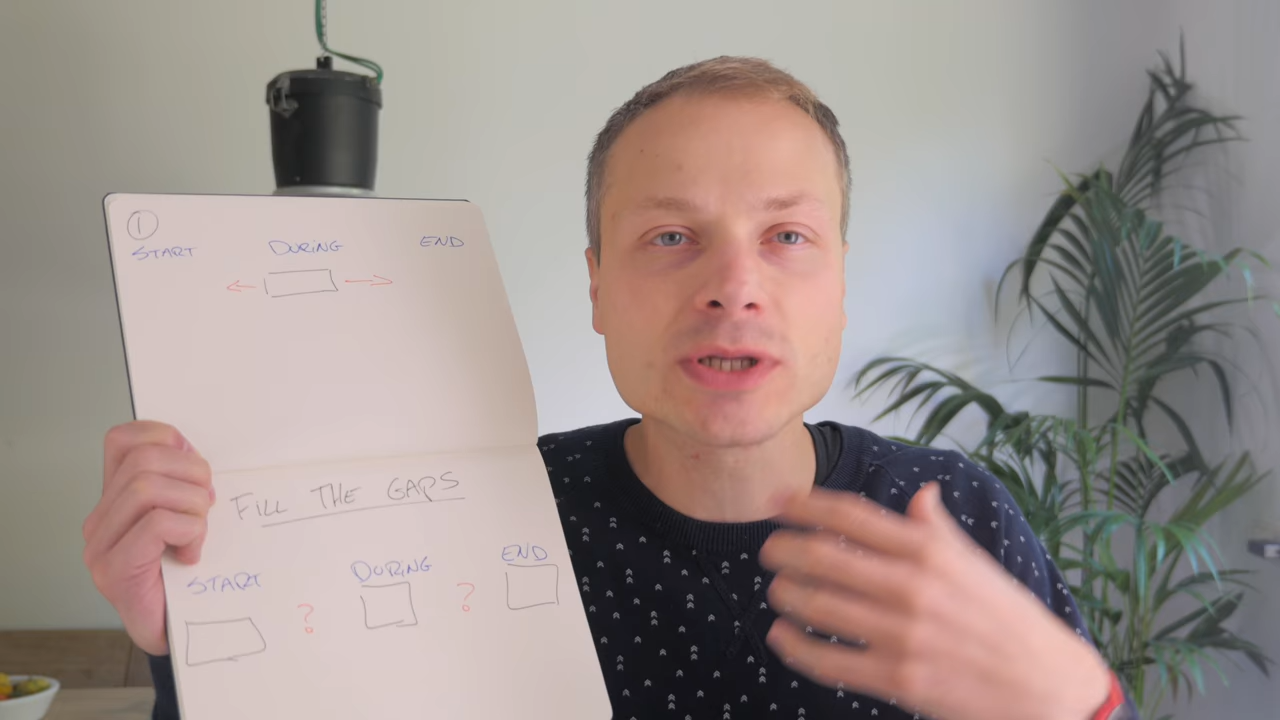 ①
START DURING END
← →
FILL THE GAPS
START DURING END
? ?